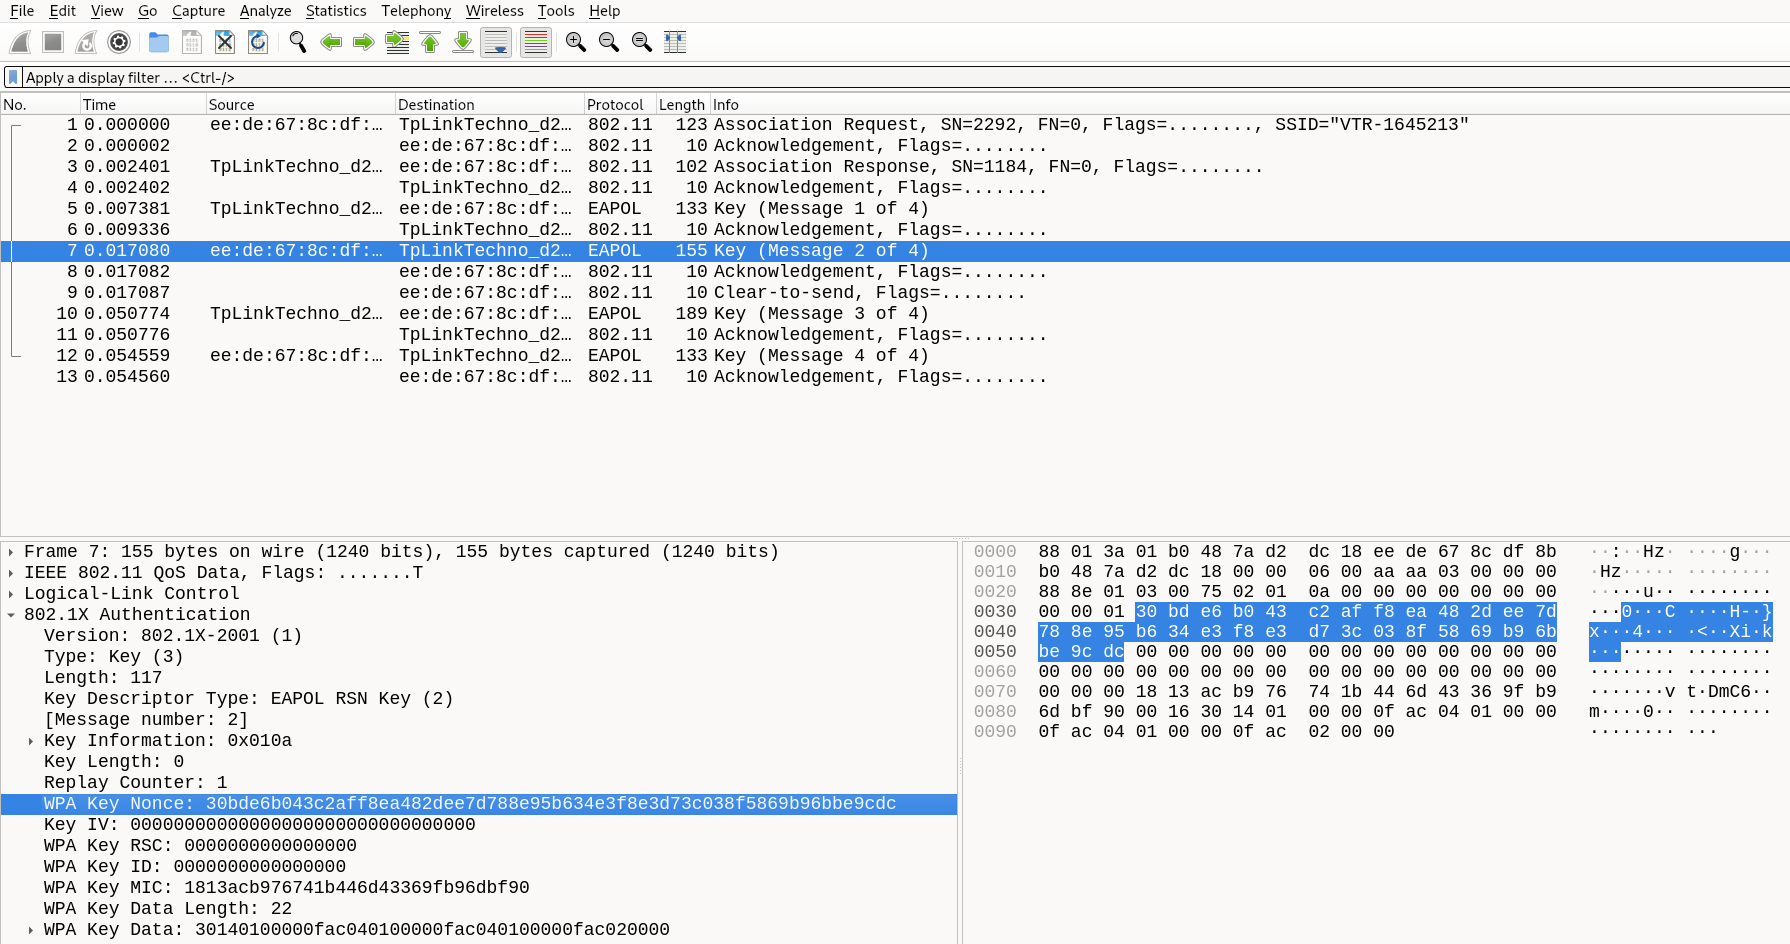 File Edit View Go Capture Analyze Statistics Telephony Wireless Tools Help
Apply a display filter … <Ctrl-/>
No. Time Source Destination Protocol Length Info
1 0.000000 ee:de:67:8c:df:… TpLinkTechno_d2… 802.11 123 Association Request, SN=2292, FN=0, Flags=........, SSID="VTR-1645213"
2 0.000002 ee:de:67:8c:df:… 802.11 10 Acknowledgement, Flags=........
3 0.002401 TpLinkTechno_d2… ee:de:67:8c:df:… 802.11 102 Association Response, SN=1184, FN=0, Flags=........
4 0.002402 TpLinkTechno_d2… 802.11 10 Acknowledgement, Flags=........
5 0.007381 TpLinkTechno_d2… ee:de:67:8c:df:… EAPOL 133 Key (Message 1 of 4)
6 0.009336 TpLinkTechno_d2… 802.11 10 Acknowledgement, Flags=........
7 0.017080 ee:de:67:8c:df:… TpLinkTechno_d2… EAPOL 155 Key (Message 2 of 4)
8 0.017082 ee:de:67:8c:df:… 802.11 10 Acknowledgement, Flags=........
9 0.017087 ee:de:67:8c:df:… 802.11 10 Clear-to-send, Flags=........
10 0.050774 TpLinkTechno_d2… ee:de:67:8c:df:… EAPOL 189 Key (Message 3 of 4)
11 0.050776 TpLinkTechno_d2… 802.11 10 Acknowledgement, Flags=........
12 0.054559 ee:de:67:8c:df:… TpLinkTechno_d2… EAPOL 133 Key (Message 4 of 4)
13 0.054560 ee:de:67:8c:df:… 802.11 10 Acknowledgement, Flags=........
Frame 7: 155 bytes on wire (1240 bits), 155 bytes captured (1240 bits)
IEEE 802.11 QoS Data, Flags: .......T
Logical-Link Control
802.1X Authentication
Version: 802.1X-2001 (1)
Type: Key (3)
Length: 117
Key Descriptor Type: EAPOL RSN Key (2)
[Message number: 2]
Key Information: 0x010a
Key Length: 0
Replay Counter: 1
WPA Key Nonce: 30bde6b043c2aff8ea482dee7d788e95b634e3f8e3d73c038f5869b96bbe9cdc
Key IV: 00000000000000000000000000000000
WPA Key RSC: 0000000000000000
WPA Key ID: 0000000000000000
WPA Key MIC: 1813acb976741b446d43369fb96dbf90
WPA Key Data Length: 22
WPA Key Data: 30140100000fac040100000fac040100000fac020000
0000 88 01 3a 01 b0 48 7a d2 dc 18 ee de 67 8c df 8b ··:··Hz· ····g···
0010 b0 48 7a d2 dc 18 00 00 06 00 aa aa 03 00 00 00 ·Hz····· ········
0020 88 8e 01 03 00 75 02 01 0a 00 00 00 00 00 00 00 ·····u·· ········
0030 00 00 01 30 bd e6 b0 43 c2 af f8 ea 48 2d ee 7d ···0···C ····H-·}
0040 78 8e 95 b6 34 e3 f8 e3 d7 3c 03 8f 58 69 b9 6b x···4··· ·<··Xi·k
0050 be 9c dc 00 00 00 00 00 00 00 00 00 00 00 00 00 ········ ········
0060 00 00 00 00 00 00 00 00 00 00 00 00 00 00 00 00 ········ ········
0070 00 00 00 18 13 ac b9 76 74 1b 44 6d 43 36 9f b9 ·······v t·DmC6··
0080 6d bf 90 00 16 30 14 01 00 00 0f ac 04 01 00 00 m····0·· ········
0090 0f ac 04 01 00 00 0f ac 02 00 00 ········ ···